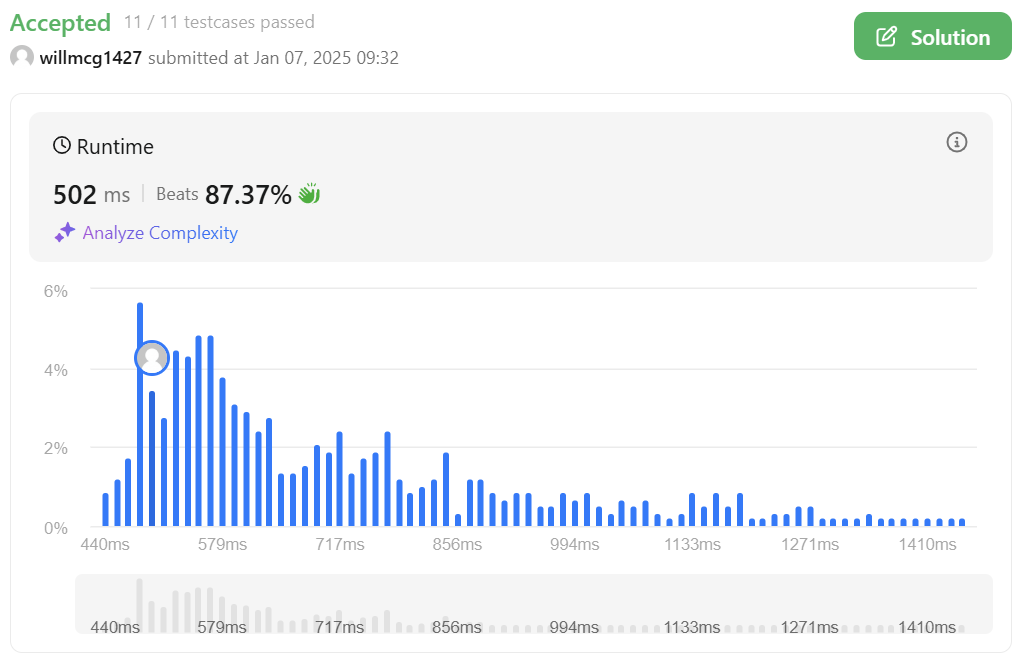 Accepted 11 / 11 testcases passed
willmcg1427 submitted at Jan 07, 2025 09:32
Solution
Runtime
502 ms Beats 87.37%
Analyze Complexity
6%
4%
2%
0%
440ms 579ms 717ms 856ms 994ms 1133ms 1271ms 1410ms
440ms 579ms 717ms 856ms 994ms 1133ms 1271ms 1410ms